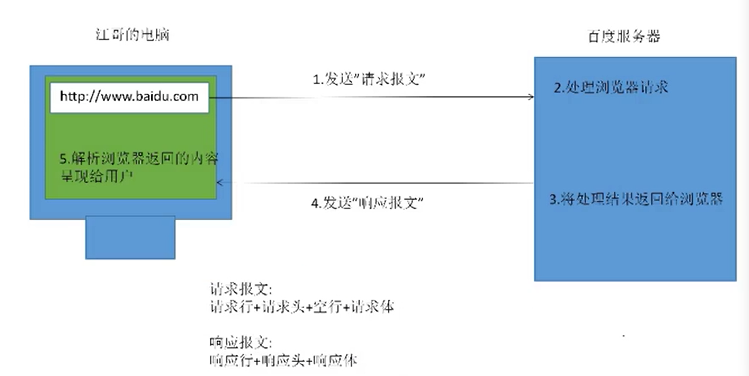 江哥的电脑
百度服务器
http://www.baidu.com
1.发送”请求报文”
2.处理浏览器请求
5.解析浏览器返回的内容
呈现给用户
4.发送”响应报文”
3.将处理结果返回给浏览器
请求报文:
请求行+请求头+空行+请求体
响应报文:
响应行+响应头+响应体